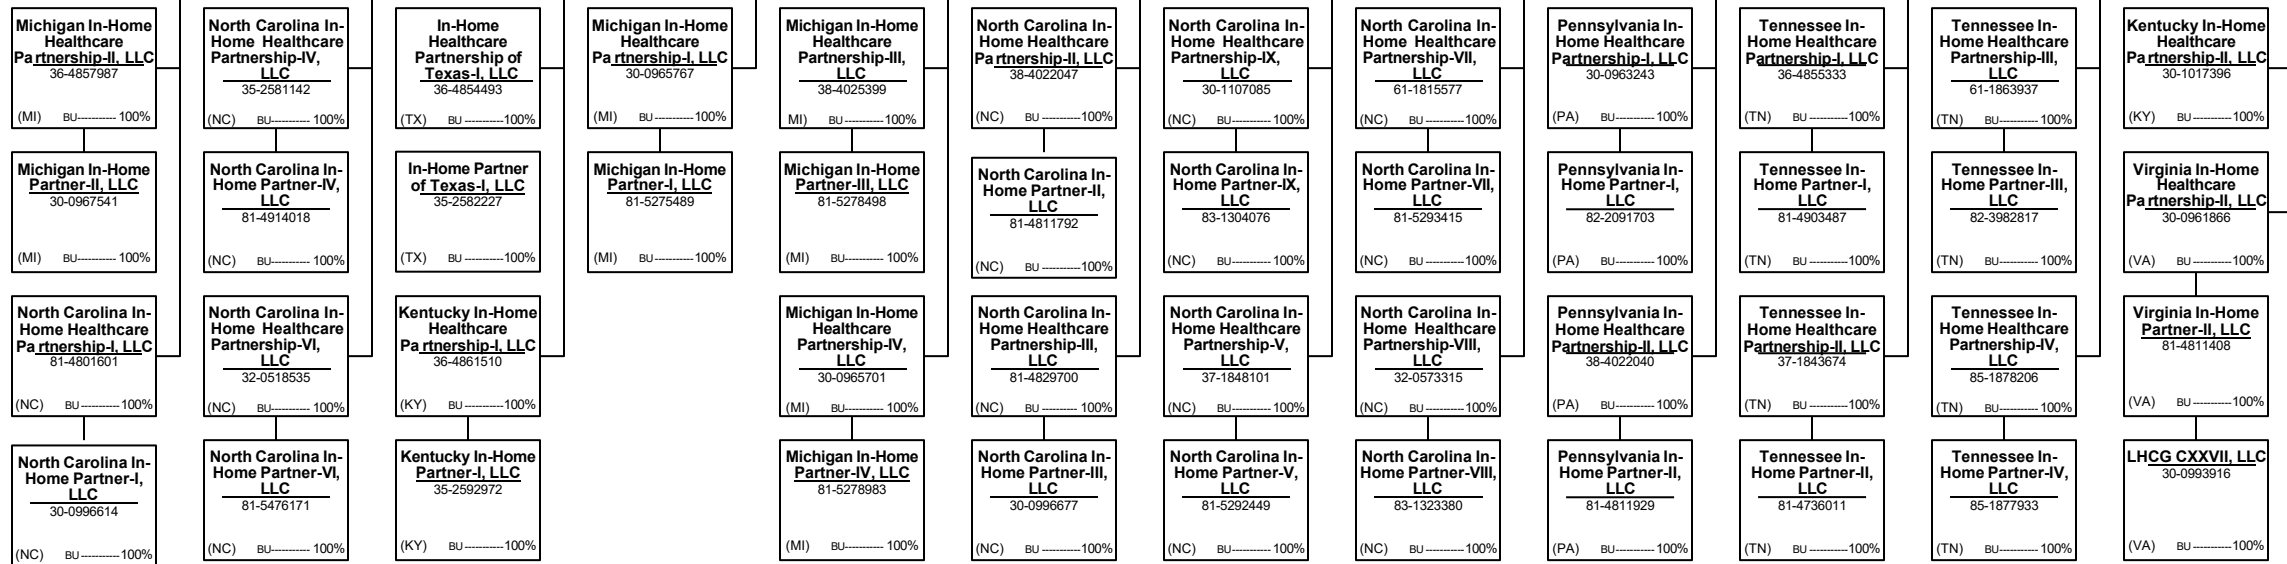 Michigan In-Home
Healthcare
Partnership-II, LLC
36-4857987
(MI) BU----------- 100%
North Carolina In-
Home Healthcare
Partnership-IV,
LLC
35-2581142
(NC) BU----------- 100%
In-Home
Healthcare
Partnership of
Texas-I, LLC
36-4854493
(TX) BU -----------100%
Michigan In-Home
Healthcare
Partnership-I, LLC
30-0965767
(MI) BU -----------100%
Michigan In-Home
Healthcare
Partnership-III,
LLC
38-4025399
MI) BU----------- 100%
North Carolina In-
Home Healthcare
Partnership-II, LLC
38-4022047
(NC) BU -----------100%
North Carolina In-
Home Healthcare
Partnership-IX,
LLC
30-1107085
(NC) BU----------- 100%
North Carolina In-
Home Healthcare
Partnership-VII,
LLC
61-1815577
(NC) BU -----------100%
Pennsylvania In-
Home Healthcare
Partnership-I, LLC
30-0963243
(PA) BU----------- 100%
Tennessee In-
Home Healthcare
Partnership-I, LLC
36-4855333
(TN) BU -----------100%
Tennessee In-
Home Healthcare
Partnership-III,
LLC
61-1863937
(TN) BU----------- 100%
Kentucky In-Home
Healthcare
Partnership-II, LLC
30-1017396
(KY) BU -----------100%
Michigan In-Home
Partner-II, LLC
30-0967541
(MI) BU----------- 100%
North Carolina In-
Home Partner-IV,
LLC
81-4914018
(NC) BU----------- 100%
In-Home Partner
of Texas-I, LLC
35-2582227
(TX) BU -----------100%
Michigan In-Home
Partner-I, LLC
81-5275489
(MI) BU -----------100%
Michigan In-Home
Partner-III, LLC
81-5278498
(MI) BU----------- 100%
North Carolina In-
Home Partner-II,
LLC
81-4811792
(NC) BU -----------100%
North Carolina In-
Home Partner-IX,
LLC
83-1304076
(NC) BU----------- 100%
North Carolina In-
Home Partner-VII,
LLC
81-5293415
(NC) BU -----------100%
Pennsylvania In-
Home Partner-I,
LLC
82-2091703
(PA) BU----------- 100%
Tennessee In-
Home Partner-I,
LLC
81-4903487
(TN) BU -----------100%
Tennessee In-
Home Partner-III,
LLC
82-3982817
(TN) BU----------- 100%
Virginia In-Home
Healthcare
Partnership-II, LLC
30-0961866
(VA) BU -----------100%
North Carolina In-
Home Healthcare
Partnership-I, LLC
81-4801601
(NC) BU -----------100%
North Carolina In-
Home Healthcare
Partnership-VI,
LLC
32-0518535
(NC) BU----------- 100%
Kentucky In-Home
Healthcare
Partnership-I, LLC
36-4861510
(KY) BU -----------100%
Michigan In-Home
Healthcare
Partnership-IV,
LLC
30-0965701
(MI) BU----------- 100%
North Carolina In-
Home Healthcare
Partnership-III,
LLC
81-4829700
(NC) BU -----------100%
North Carolina In-
Home Healthcare
Partnership-V,
LLC
37-1848101
(NC) BU----------- 100%
North Carolina In-
Home Healthcare
Partnership-VIII,
LLC
32-0573315
(NC) BU -----------100%
Pennsylvania In-
Home Healthcare
Partnership-II, LLC
38-4022040
(PA) BU----------- 100%
Tennessee In-
Home Healthcare
Partnership-II, LLC
37-1843674
(TN) BU -----------100%
Tennessee In-
Home Healthcare
Partnership-IV,
LLC
85-1878206
(TN) BU----------- 100%
Virginia In-Home
Partner-II, LLC
81-4811408
(VA) BU -----------100%
North Carolina In-
Home Partner-I,
LLC
30-0996614
(NC) BU -----------100%
North Carolina In-
Home Partner-VI,
LLC
81-5476171
(NC) BU----------- 100%
Kentucky In-Home
Partner-I, LLC
35-2592972
(KY) BU -----------100%
Michigan In-Home
Partner-IV, LLC
81-5278983
(MI) BU----------- 100%
North Carolina In-
Home Partner-III,
LLC
30-0996677
(NC) BU -----------100%
North Carolina In-
Home Partner-V,
LLC
81-5292449
(NC) BU----------- 100%
North Carolina In-
Home Partner-VIII,
LLC
83-1323380
(NC) BU -----------100%
Pennsylvania In-
Home Partner-II,
LLC
81-4811929
(PA) BU----------- 100%
Tennessee In-
Home Partner-II,
LLC
81-4736011
(TN) BU -----------100%
Tennessee In-
Home Partner-IV,
LLC
85-1877933
(TN) BU----------- 100%
LHCG CXXVII, LLC
30-0993916
(VA) BU -----------100%